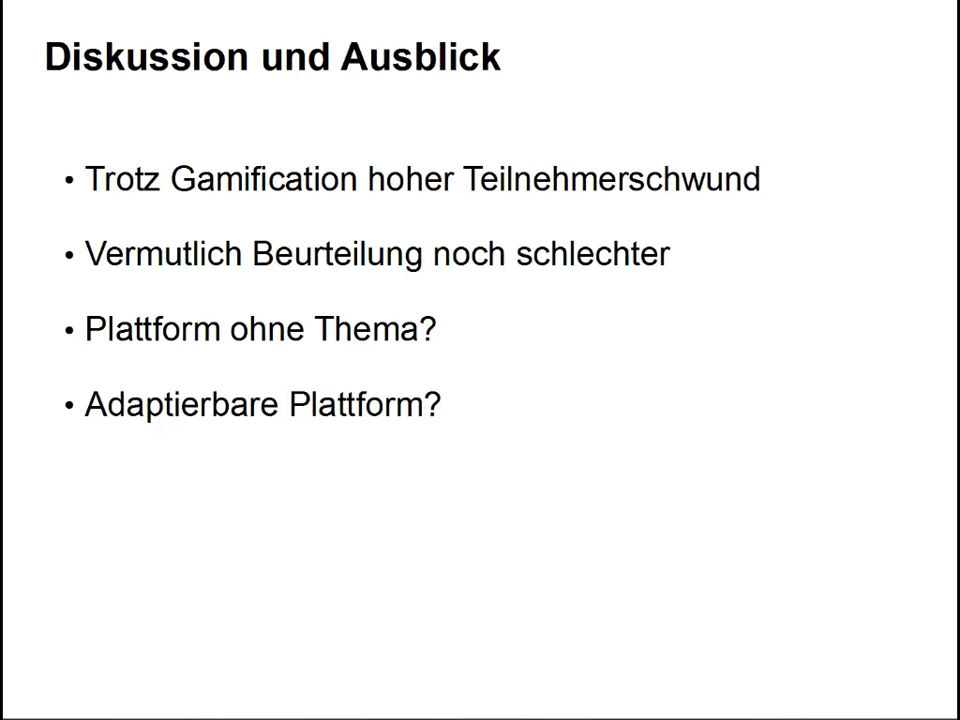 Diskussion und Ausblick
• Trotz Gamification hoher Teilnehmerschwund
• Vermutlich Beurteilung noch schlechter
• Plattform ohne Thema?
• Adaptierbare Plattform?